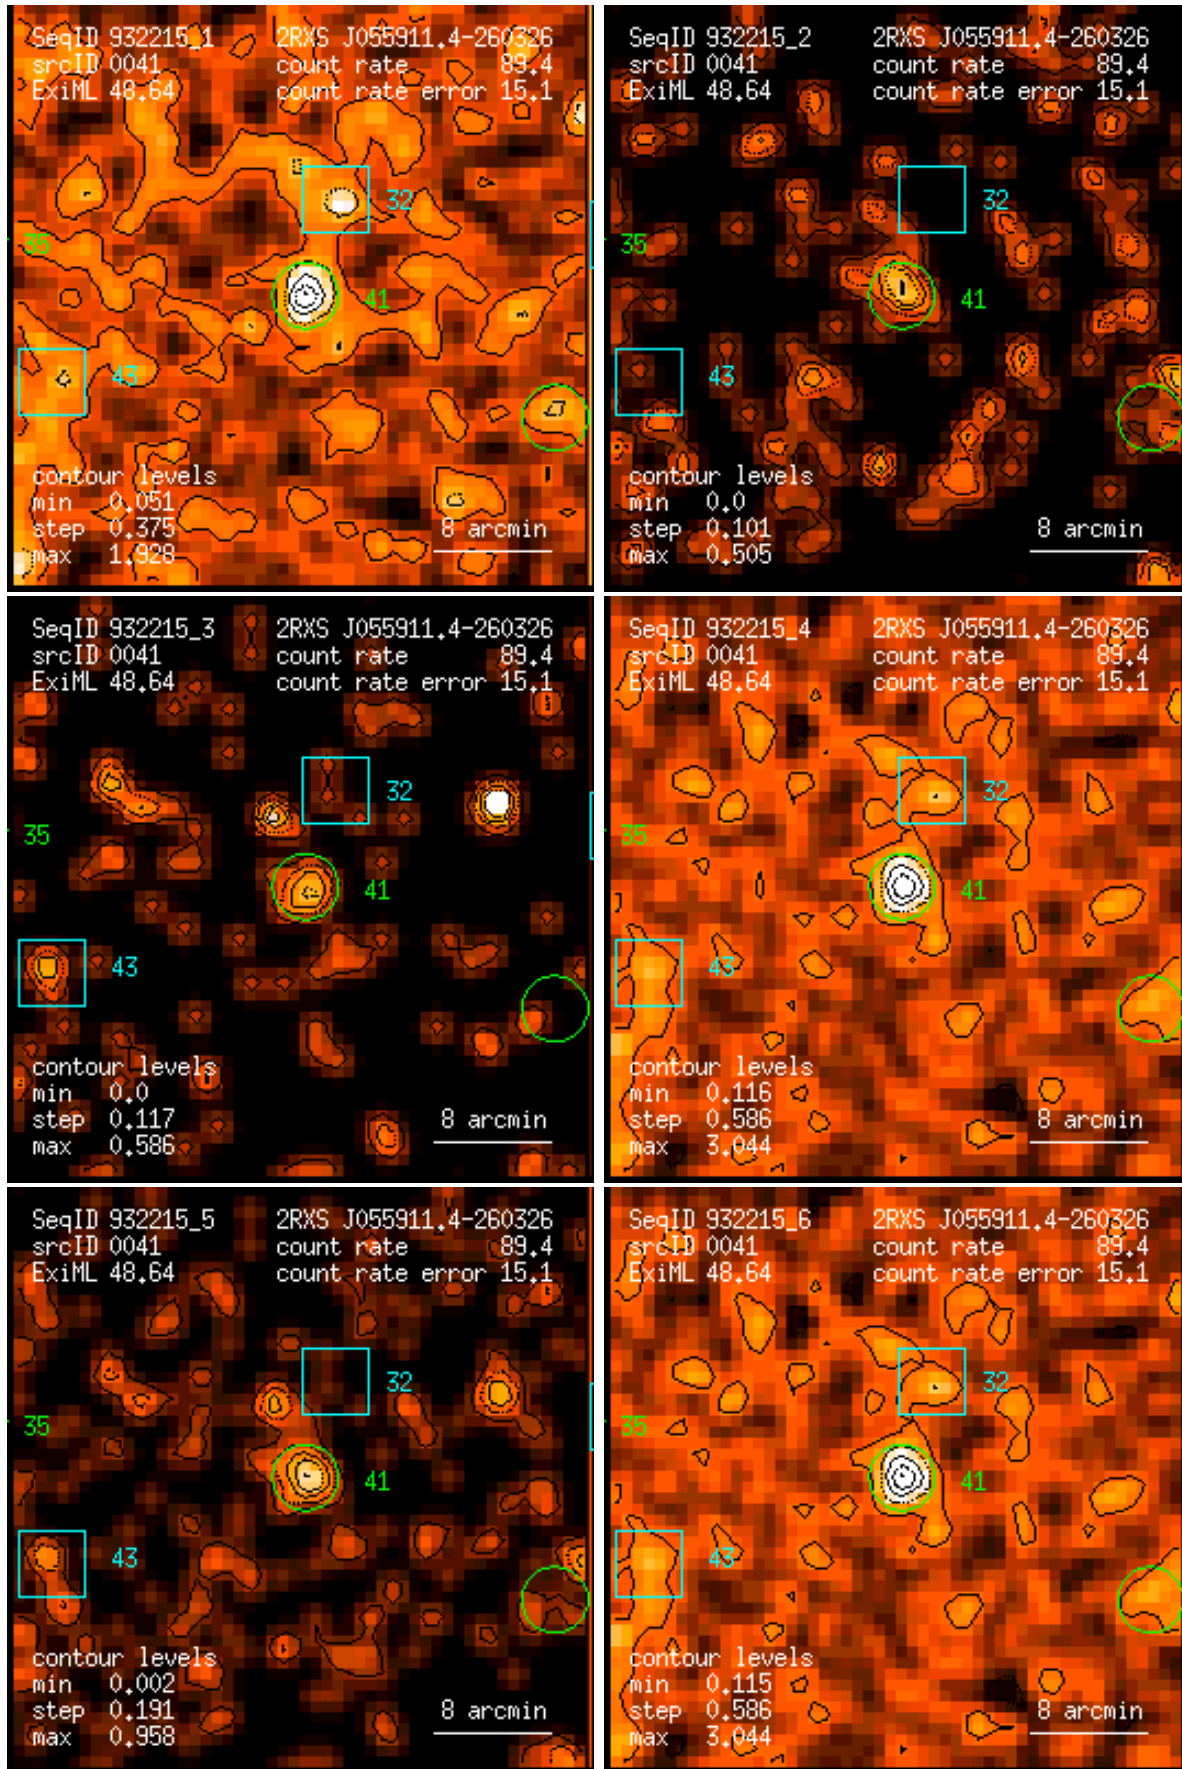 SeqID 932215_1 2RXS J055911.4-260326
srcID 0041 count rate 89.4
ExiML 48.64 count rate error 15.1
32
35
41
43
contour levels
min 0.051
step 0.375 8 arcmin
max 1.928
SeqID 932215_2 2RXS J055911.4-260326
srcID 0041 count rate 89.4
ExiML 48.64 count rate error 15.1
32
35
41
43
contour levels
min 0.0
step 0.101 8 arcmin
max 0.505
SeqID 932215_3 2RXS J055911.4-260326
srcID 0041 count rate 89.4
ExiML 48.64 count rate error 15.1
32
35
41
43
contour levels
min 0.0
step 0.117 8 arcmin
max 0.586
SeqID 932215_4 2RXS J055911.4-260326
srcID 0041 count rate 89.4
ExiML 48.64 count rate error 15.1
32
35
41
43
contour levels
min 0.116
step 0.586 8 arcmin
max 3.044
SeqID 932215_5 2RXS J055911.4-260326
srcID 0041 count rate 89.4
ExiML 48.64 count rate error 15.1
32
35
41
43
contour levels
min 0.002
step 0.191 8 arcmin
max 0.958
SeqID 932215_6 2RXS J055911.4-260326
srcID 0041 count rate 89.4
ExiML 48.64 count rate error 15.1
32
35
41
43
contour levels
min 0.115
step 0.586 8 arcmin
max 3.044